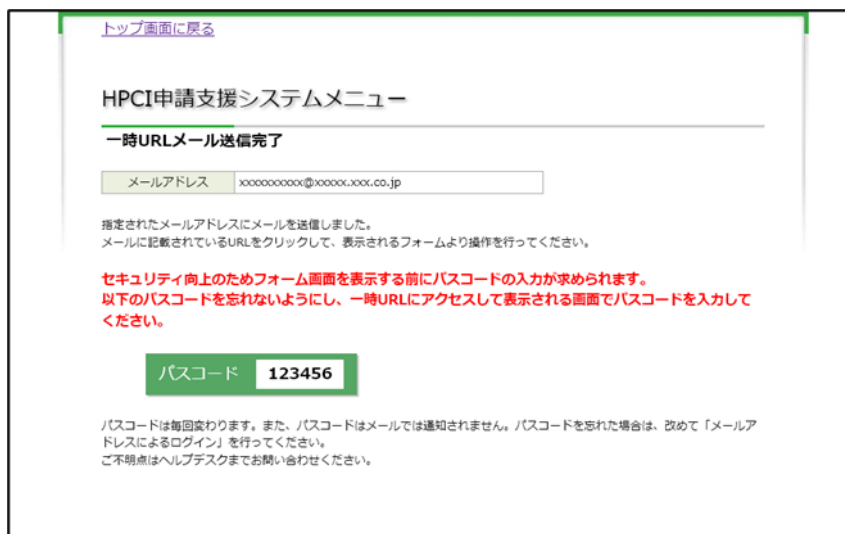 トップ画面に戻る
HPCI申請支援システムメニュー
一時URLメール送信完了
メールアドレス xxxxxxxxxx@xxxxx.xxx.co.jp
指定されたメールアドレスにメールを送信しました。
メールに記載されているURLをクリックして、表示されるフォームより操作を行ってください。
セキュリティ向上のためフォーム画面を表示する前にパスコードの入力が求められます。
以下のパスコードを忘れないようにし、一時URLにアクセスして表示される画面でパスコードを入力して
ください。
パスコード 123456
パスコードは毎回変わります。また、パスコードはメールでは通知されません。パスコードを忘れた場合は、改めて「メールア
ドレスによるログイン」を行ってください。
ご不明点はヘルプデスクまでお問い合わせください。